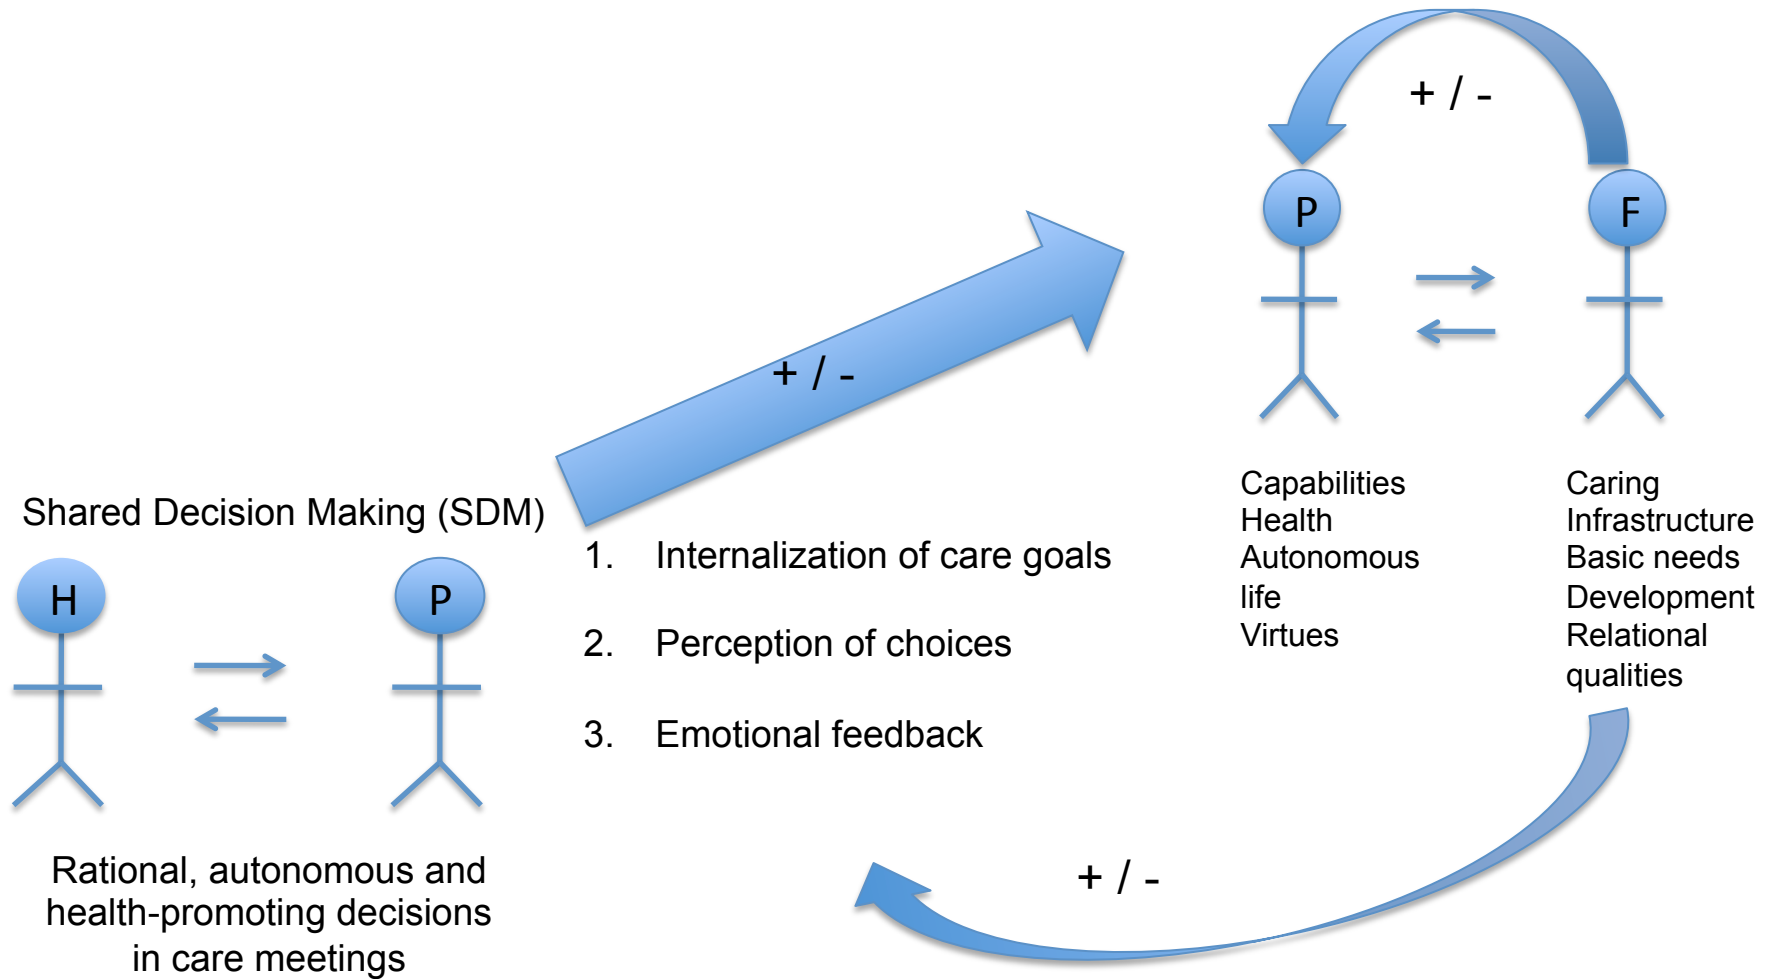 + / -
P
F
+ / -
Shared Decision Making (SDM)
H
P
1. Internalization of care goals
2. Perception of choices
3. Emotional feedback
Capabilities
Health
Autonomous
life
Virtues
Caring
Infrastructure
Basic needs
Development
Relational
qualities
Rational, autonomous and
health-promoting decisions
in care meetings
+ / -